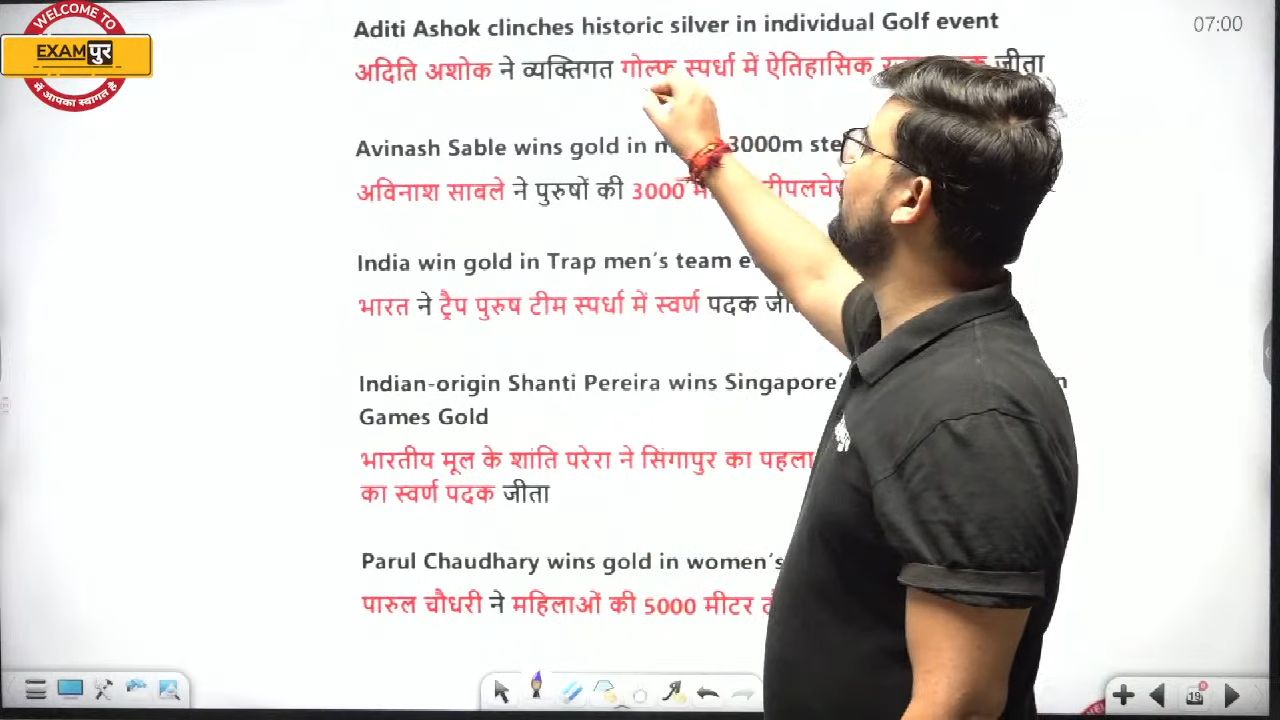 WELCOME TO
EXAMपुर
में आपका स्वागत है
07:00
Aditi Ashok clinches historic silver in individual Golf event
अदिति अशोक ने व्यक्तिगत गोल्फ स्पर्धा में ऐतिहासिक जीता
Avinash Sable wins gold in 3000m
अविनाश साबले ने पुरुषों की 3000
India win gold in Trap men's team
भारत ने ट्रैप पुरुष टीम स्पर्धा में स्वर्ण पदक
Indian-origin Shanti Pereira wins Singapore's
Games Gold
भारतीय मूल के शांति परेरा ने सिंगापुर का पहला
का स्वर्ण पदक जीता
Parul Chaudhary wins gold in women's
पारुल चौधरी ने महिलाओं की 5000 मीटर
19